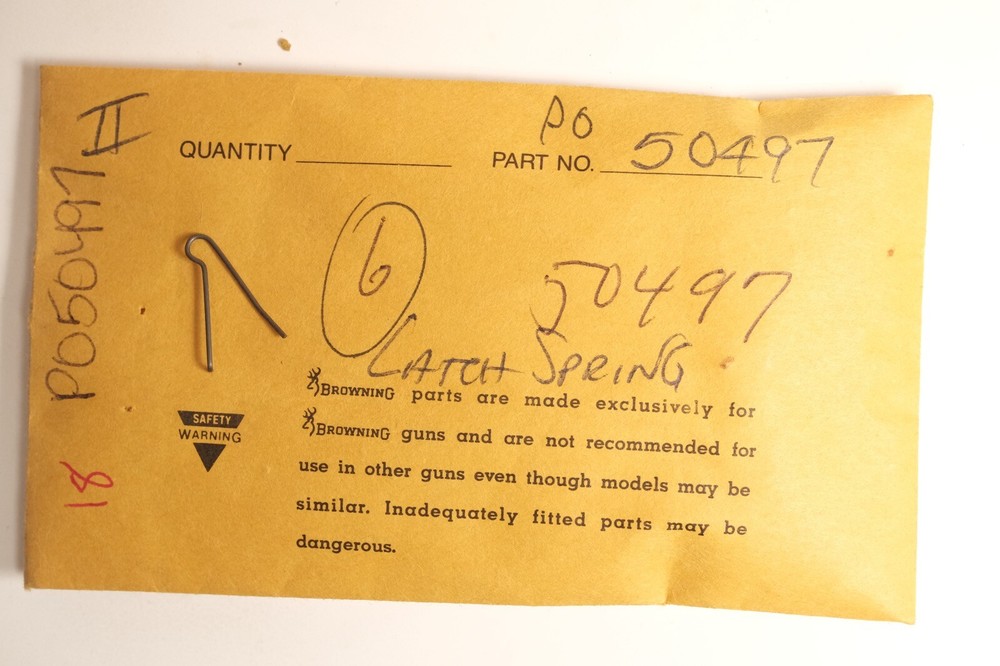 PO
QUANTITY PART NO. 50497
PO50497 II
6
50497
LATCH SPRING
BROWNING parts are made exclusively for
BROWNING guns and are not recommended for
use in other guns even though models may be
similar. Inadequately fitted parts may be
dangerous.
SAFETY
WARNING
18